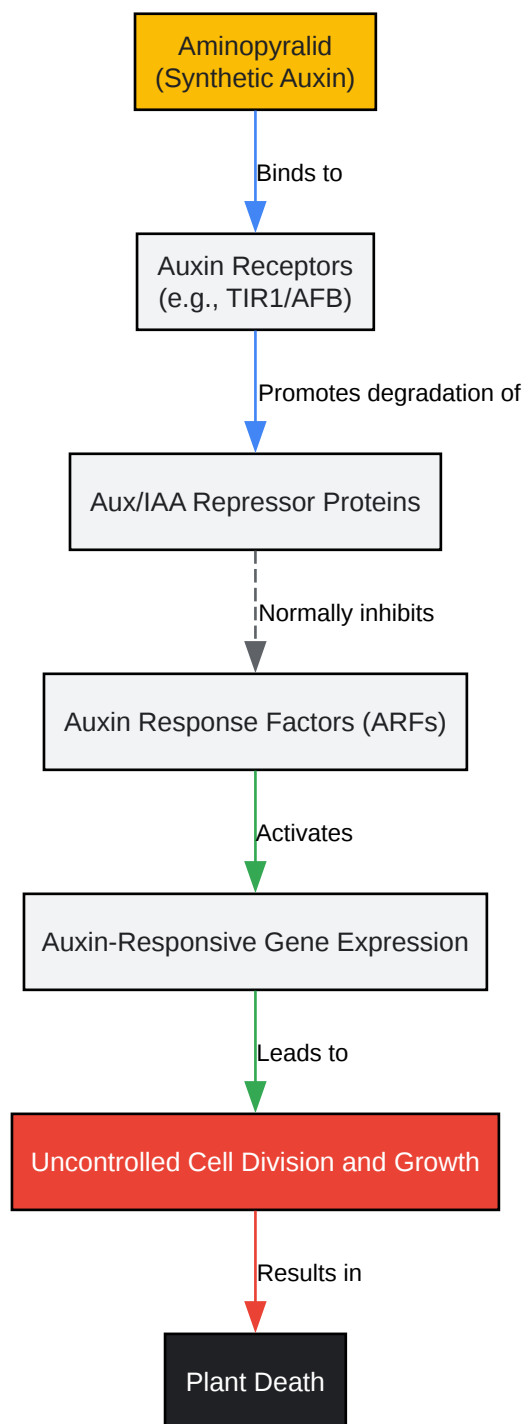 Aminopyralid
(Synthetic Auxin)
Binds to
Auxin Receptors
(e.g., TIR1/AFB)
Promotes degradation of
Aux/IAA Repressor Proteins
Normally inhibits
Auxin Response Factors (ARFs)
Activates
Auxin-Responsive Gene Expression
Leads to
Uncontrolled Cell Division and Growth
Results in
Plant Death